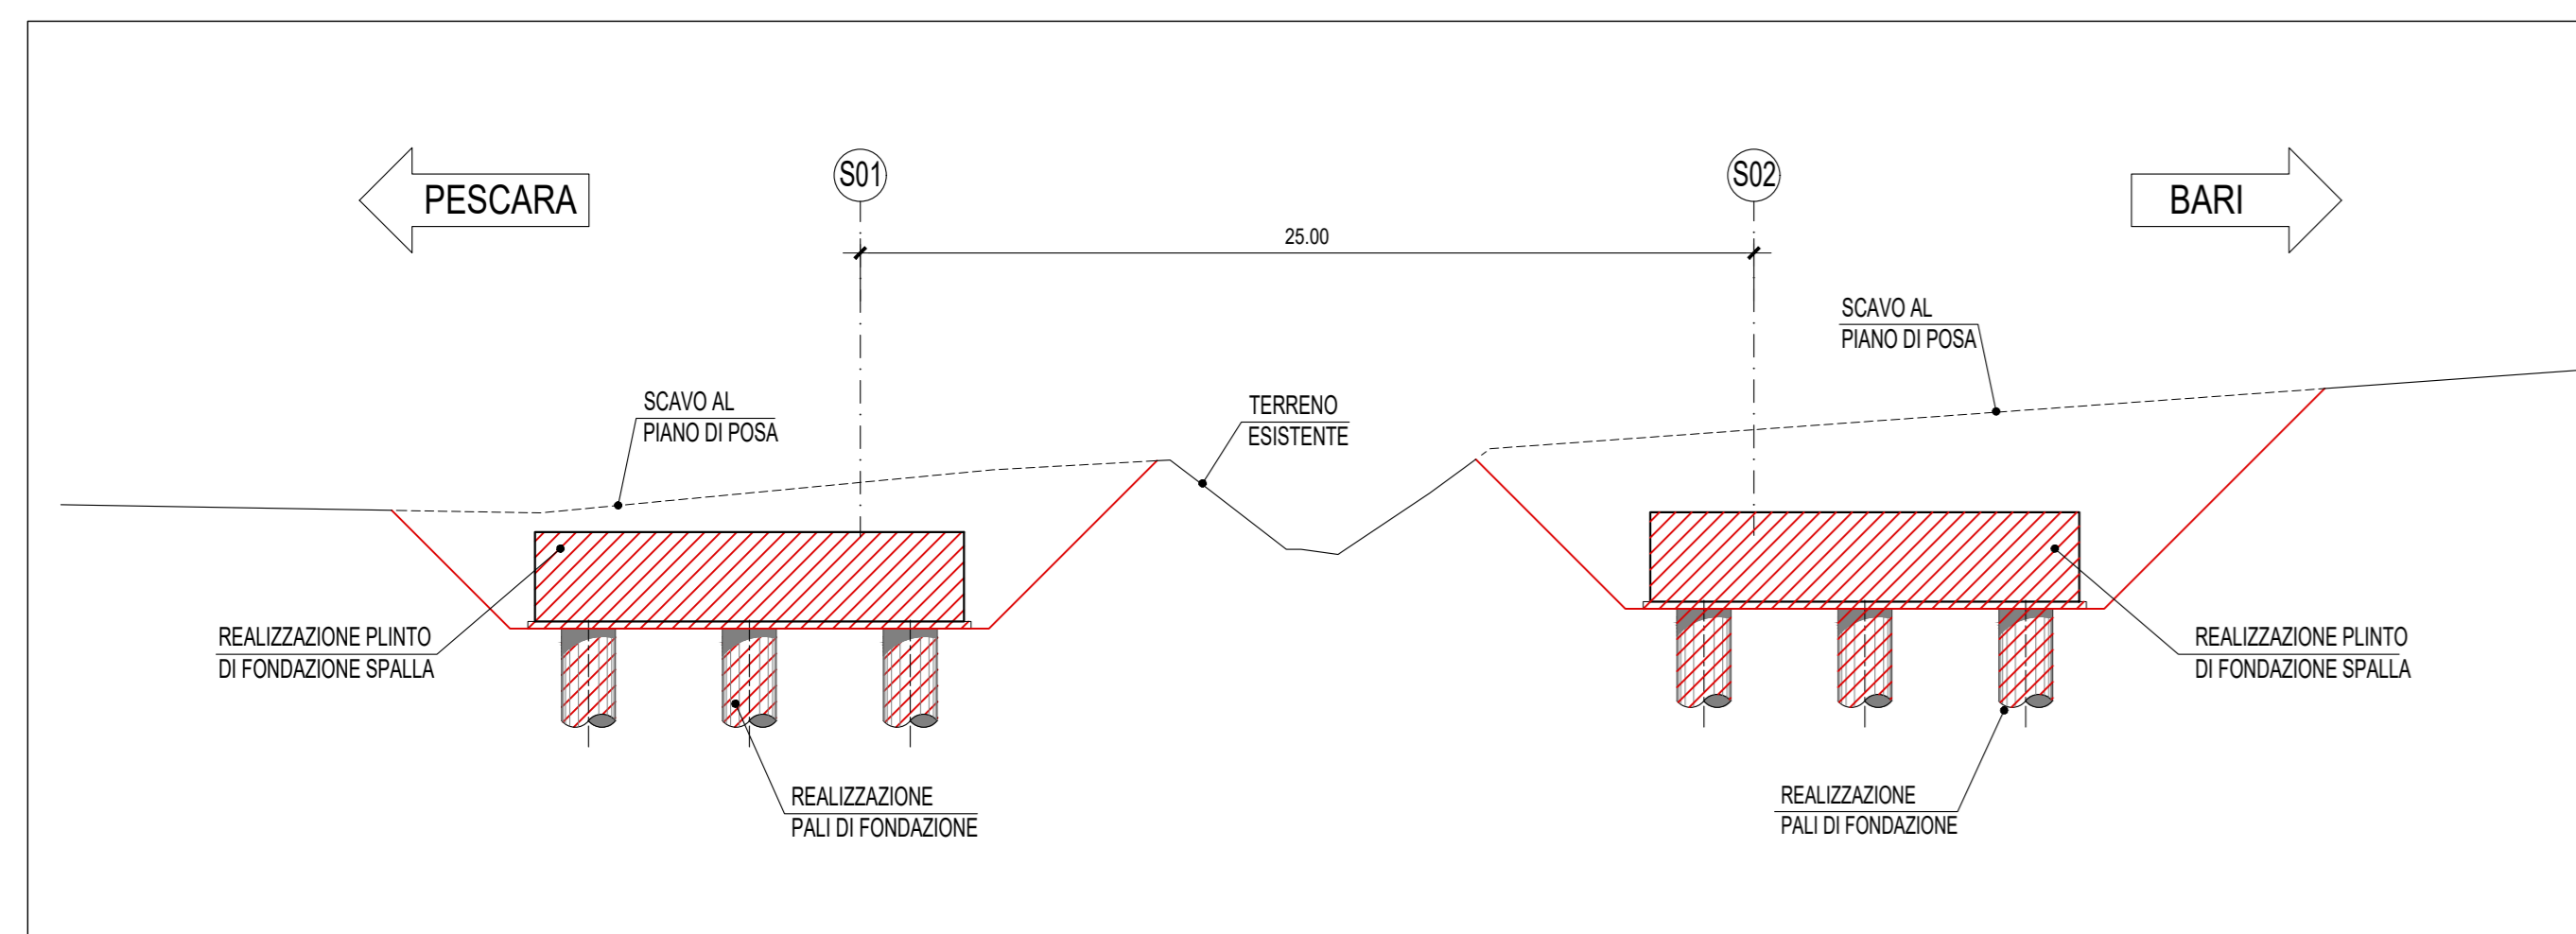 PESCARA
S01
S02
BARI
25.00
SCAVO AL
PIANO DI POSA
SCAVO AL
PIANO DI POSA
TERRENO
ESISTENTE
REALIZZAZIONE PLINTO
DI FONDAZIONE SPALLA
REALIZZAZIONE PLINTO
DI FONDAZIONE SPALLA
REALIZZAZIONE
PALI DI FONDAZIONE
REALIZZAZIONE
PALI DI FONDAZIONE